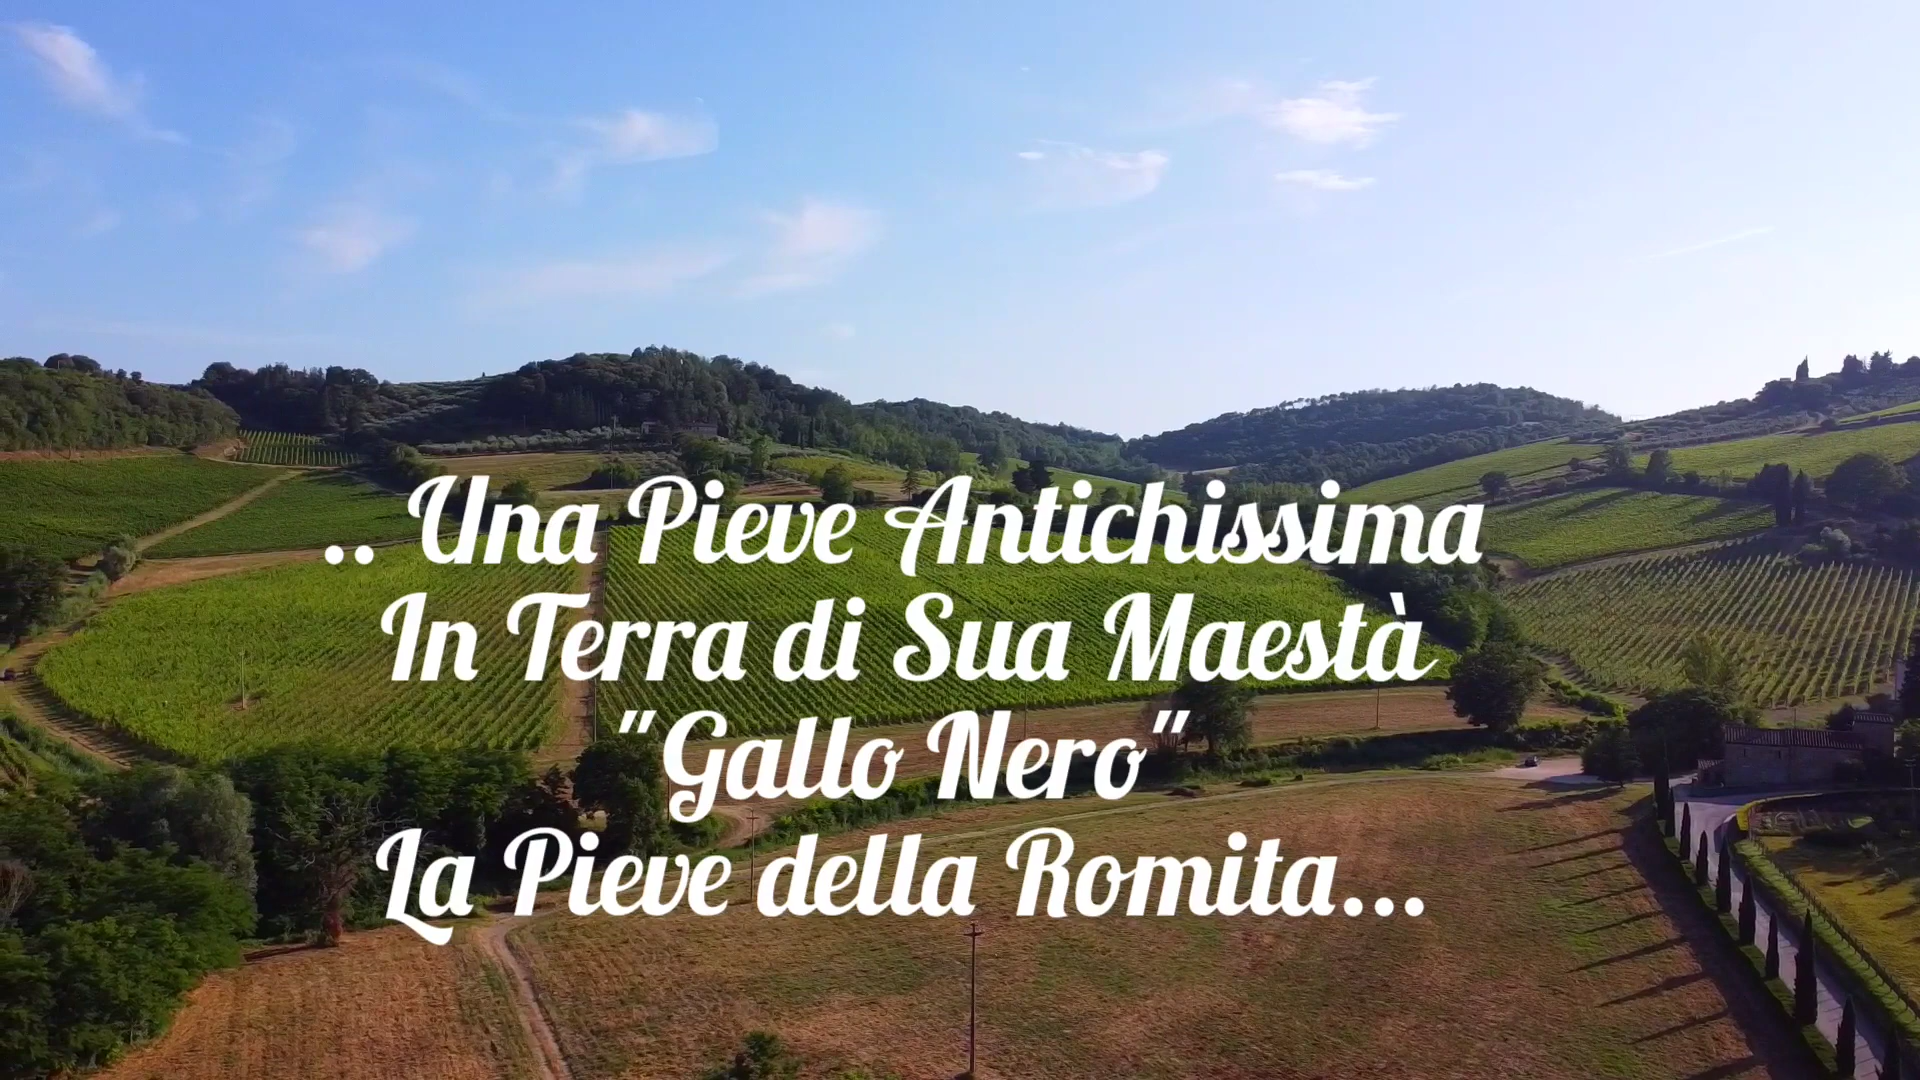 .. Una Pieve Antichissima
In Terra di Sua Maestà
"Gallo Nero"
La Pieve della Romita...